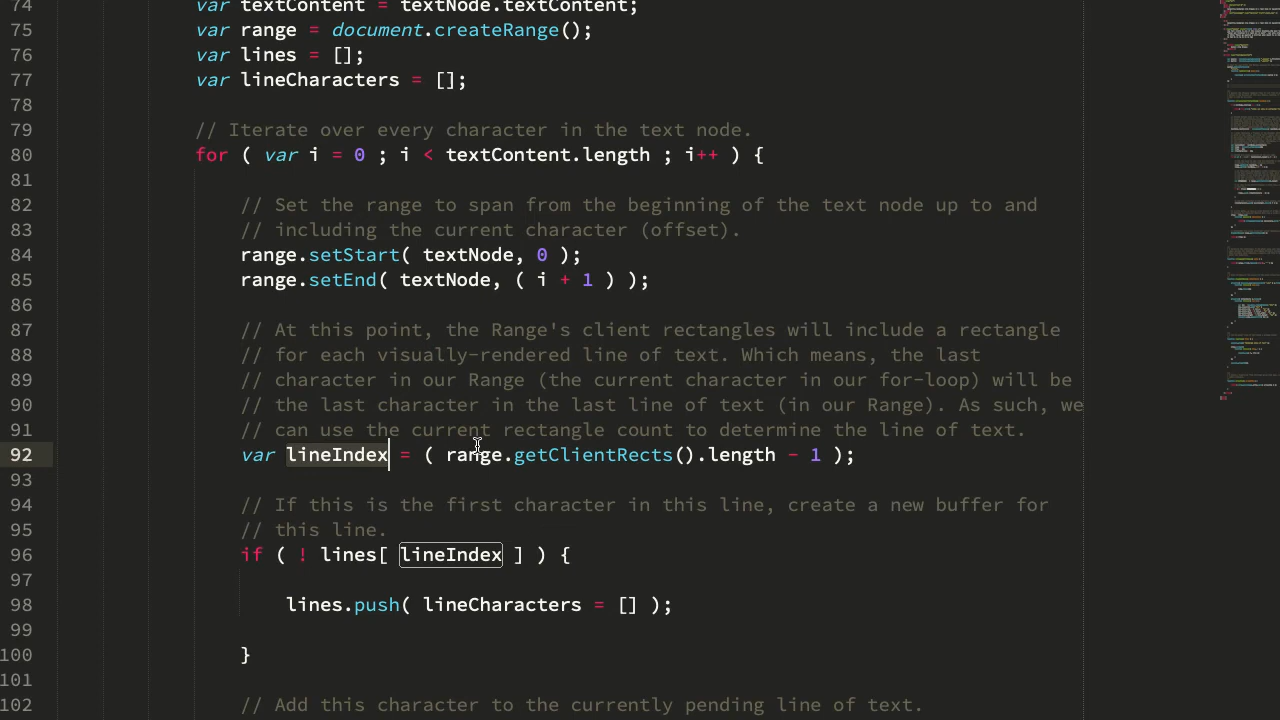 74 var textContent = textNode.textContent;
75 var range = document.createRange();
76 var lines = [];
77 var lineCharacters = [];
78
79 // Iterate over every character in the text node.
80 for ( var i = 0 ; i < textContent.length ; i++ ) {
81
82 // Set the range to span from the beginning of the text node up to and
83 // including the current character (offset).
84 range.setStart( textNode, 0 );
85 range.setEnd( textNode, ( i + 1 ) );
86
87 // At this point, the Range's client rectangles will include a rectangle
88 // for each visually-rendered line of text. Which means, the last
89 // character in our Range (the current character in our for-loop) will be
90 // the last character in the last line of text (in our Range). As such, we
91 // can use the current rectangle count to determine the line of text.
92 var lineIndex = ( range.getClientRects().length - 1 );
93
94 // If this is the first character in this line, create a new buffer for
95 // this line.
96 if ( ! lines[ lineIndex ] ) {
97
98 lines.push( lineCharacters = [] );
99
100 }
101
102 // Add this character to the currently pending line of text.